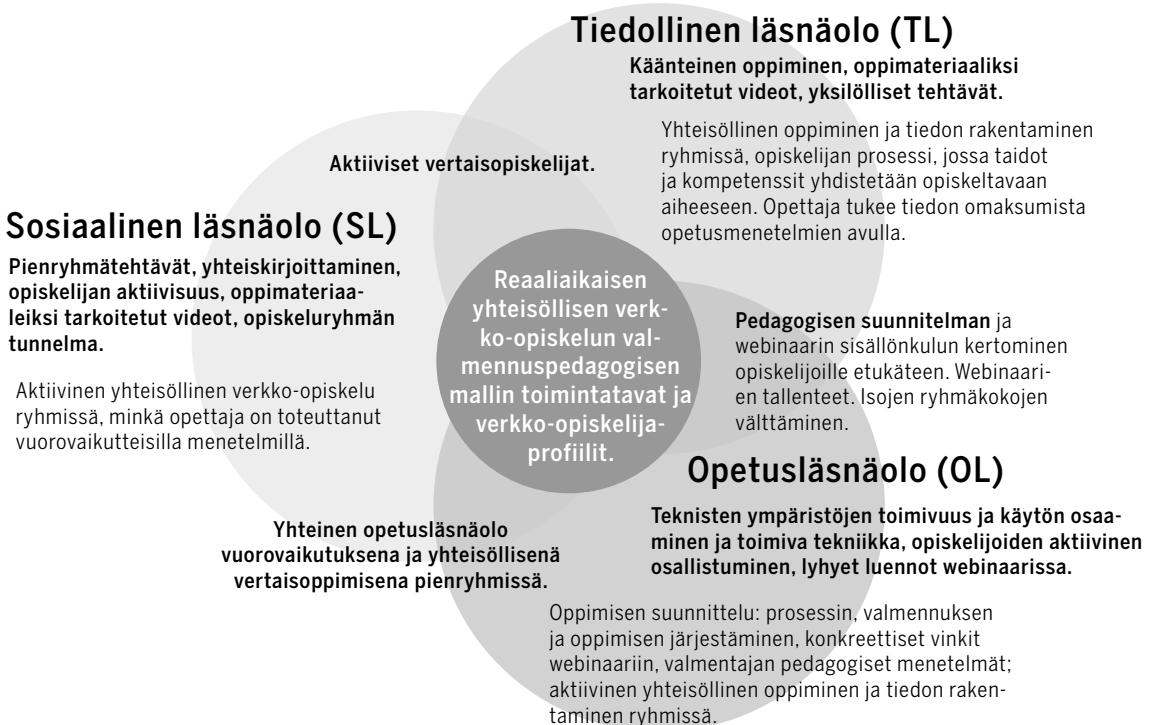 Tiedollinen läsnäolo (TL)
Käänteinen oppiminen, oppimateriaaliksi
tarkoitetut videot, yksilölliset tehtävät.
Yhteisöllinen oppiminen ja tiedon rakentaminen
ryhmissä, opiskelijan prosessi, jossa taidot
ja kompetenssit yhdistetään opiskeltavaan
aiheeseen. Opettaja tukee tiedon omaksumista
opetusmenetelmien avulla.
Aktiiviset vertaisopiskelijat.
Sosiaalinen läsnäolo (SL)
Pienryhmätehtävät, yhteiskirjoittaminen,
opiskelijan aktiivisuus, oppimateriaa-
leiksi tarkoitetut videot, opiskeluryhmän
tunnelma.
Aktiivinen yhteisöllinen verkko-opiskelu
ryhmissä, minkä opettaja on toteuttanut
vuorovaikutteisilla menetelmillä.
Reaaliaikaisen
yhteisöllisen verk-
ko-opiskelun val-
mennuspedagogisen
mallin toimintatavat ja
verkko-opiskelija-
profiilit.
Pedagogisen suunnitelman ja
webinaarin sisällönkulun kertominen
opiskelijoille etukäteen. Webinaari-
en tallenteet. Isojen ryhmäkokojen
välttäminen.
Opetusläsnäolo (OL)
Teknisten ympäristöjen toimivuus ja käytön osaa-
minen ja toimiva tekniikka, opiskelijoiden aktiivinen
osallistuminen, lyhyet luennot webinaarissa.
Yhteinen opetusläsnäolo
vuorovaikutuksena ja yhteisöllisenä
vertaisoppimisena pienryhmissä.
Oppimisen suunnittelu: prosessin, valmennuksen
ja oppimisen järjestäminen, konkreettiset vinkit
webinaariin, valmentajan pedagogiset menetelmät;
aktiivinen yhteisöllinen oppiminen ja tiedon raken-
taminen ryhmissä.